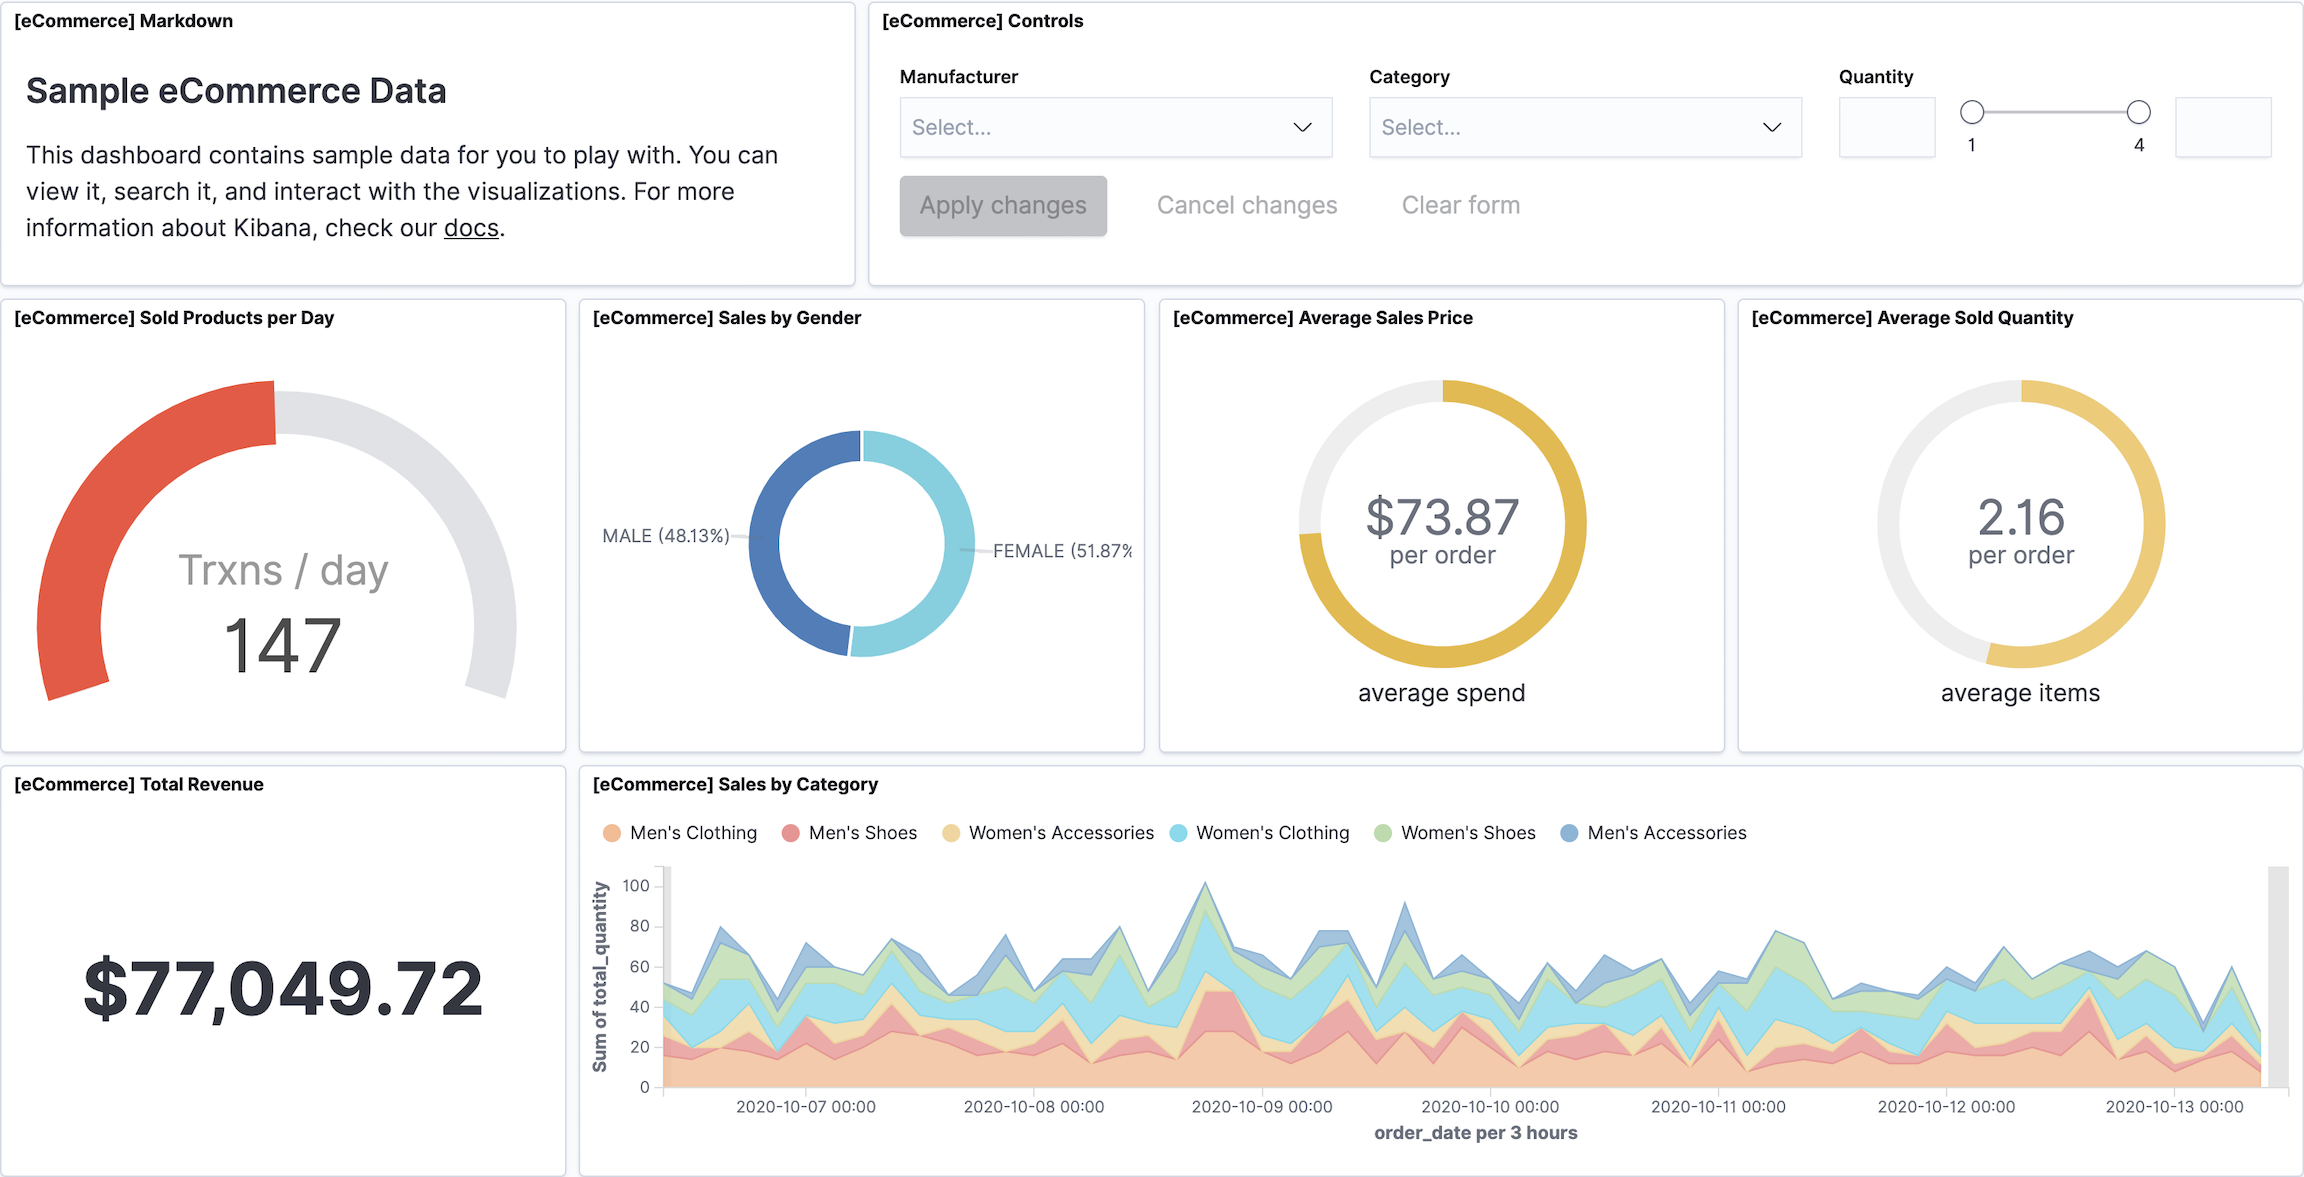 [eCommerce] Markdown
Sample eCommerce Data
This dashboard contains sample data for you to play with. You can
view it, search it, and interact with the visualizations. For more
information about Kibana, check our docs.
[eCommerce] Controls
Manufacturer
Select...
Category
Select...
Quantity
1
4
Apply changes
Cancel changes
Clear form
[eCommerce] Sold Products per Day
Trxns / day
147
[eCommerce] Sales by Gender
MALE (48.13%)
FEMALE (51.87%
[eCommerce] Average Sales Price
$73.87
per order
average spend
[eCommerce] Average Sold Quantity
2.16
per order
average items
[eCommerce] Total Revenue
$77,049.72
[eCommerce] Sales by Category
Men's Clothing
Men's Shoes
Women's Accessories
Women's Clothing
Women's Shoes
Men's Accessories
Sum of total_quantity
100
80
60
40
20
0
2020-10-07 00:00
2020-10-08 00:00
2020-10-09 00:00
2020-10-10 00:00
2020-10-11 00:00
2020-10-12 00:00
2020-10-13 00:00
order_date per 3 hours